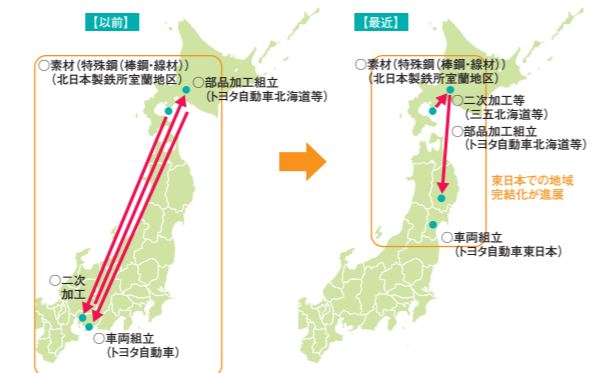 【以前】
○素材（特殊鋼（棒鋼・線材））
（北日本製鉄所室蘭地区）
○部品加工組立
（トヨタ自動車北海道等）
○二次
加工
○車両組立
（トヨタ自動車）
【最近】
○素材（特殊鋼（棒鋼・線材））
（北日本製鉄所室蘭地区）
○二次加工等
（三五北海道等）
○部品加工組立
（トヨタ自動車北海道等）
東日本での地域
完結化が進展
○車両組立
（トヨタ自動車東日本）